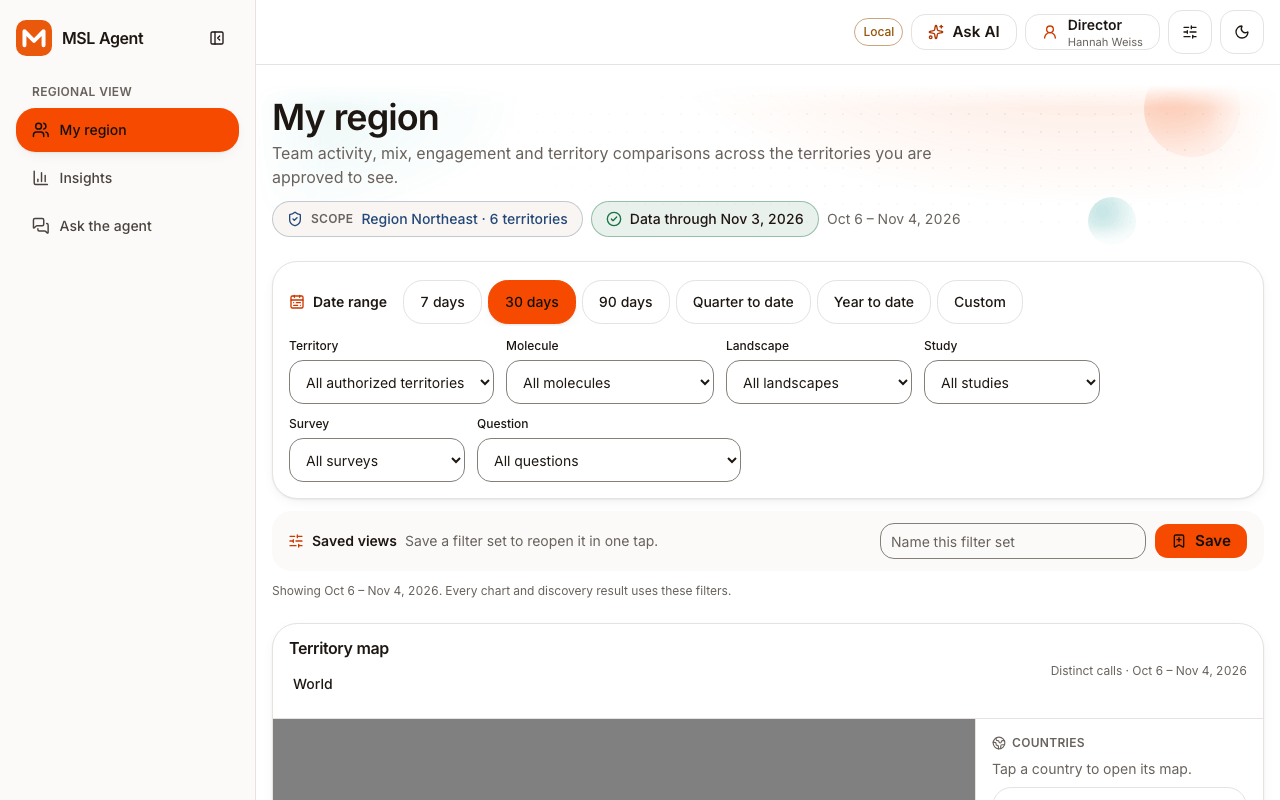 MSL Agent
Local
Ask AI
Director
Hannah Weiss
REGIONAL VIEW
My region
Insights
Ask the agent
My region
Team activity, mix, engagement and territory comparisons across the territories you are
approved to see.
SCOPE Region Northeast · 6 territories
Data through Nov 3, 2026
Oct 6 – Nov 4, 2026
Date range
7 days
30 days
90 days
Quarter to date
Year to date
Custom
Territory
Molecule
Landscape
Study
All authorized territories
All molecules
All landscapes
All studies
Survey
Question
All surveys
All questions
Saved views
Save a filter set to reopen it in one tap.
Name this filter set
Save
Showing Oct 6 – Nov 4, 2026. Every chart and discovery result uses these filters.
Territory map
World
Distinct calls · Oct 6 – Nov 4, 2026
COUNTRIES
Tap a country to open its map.